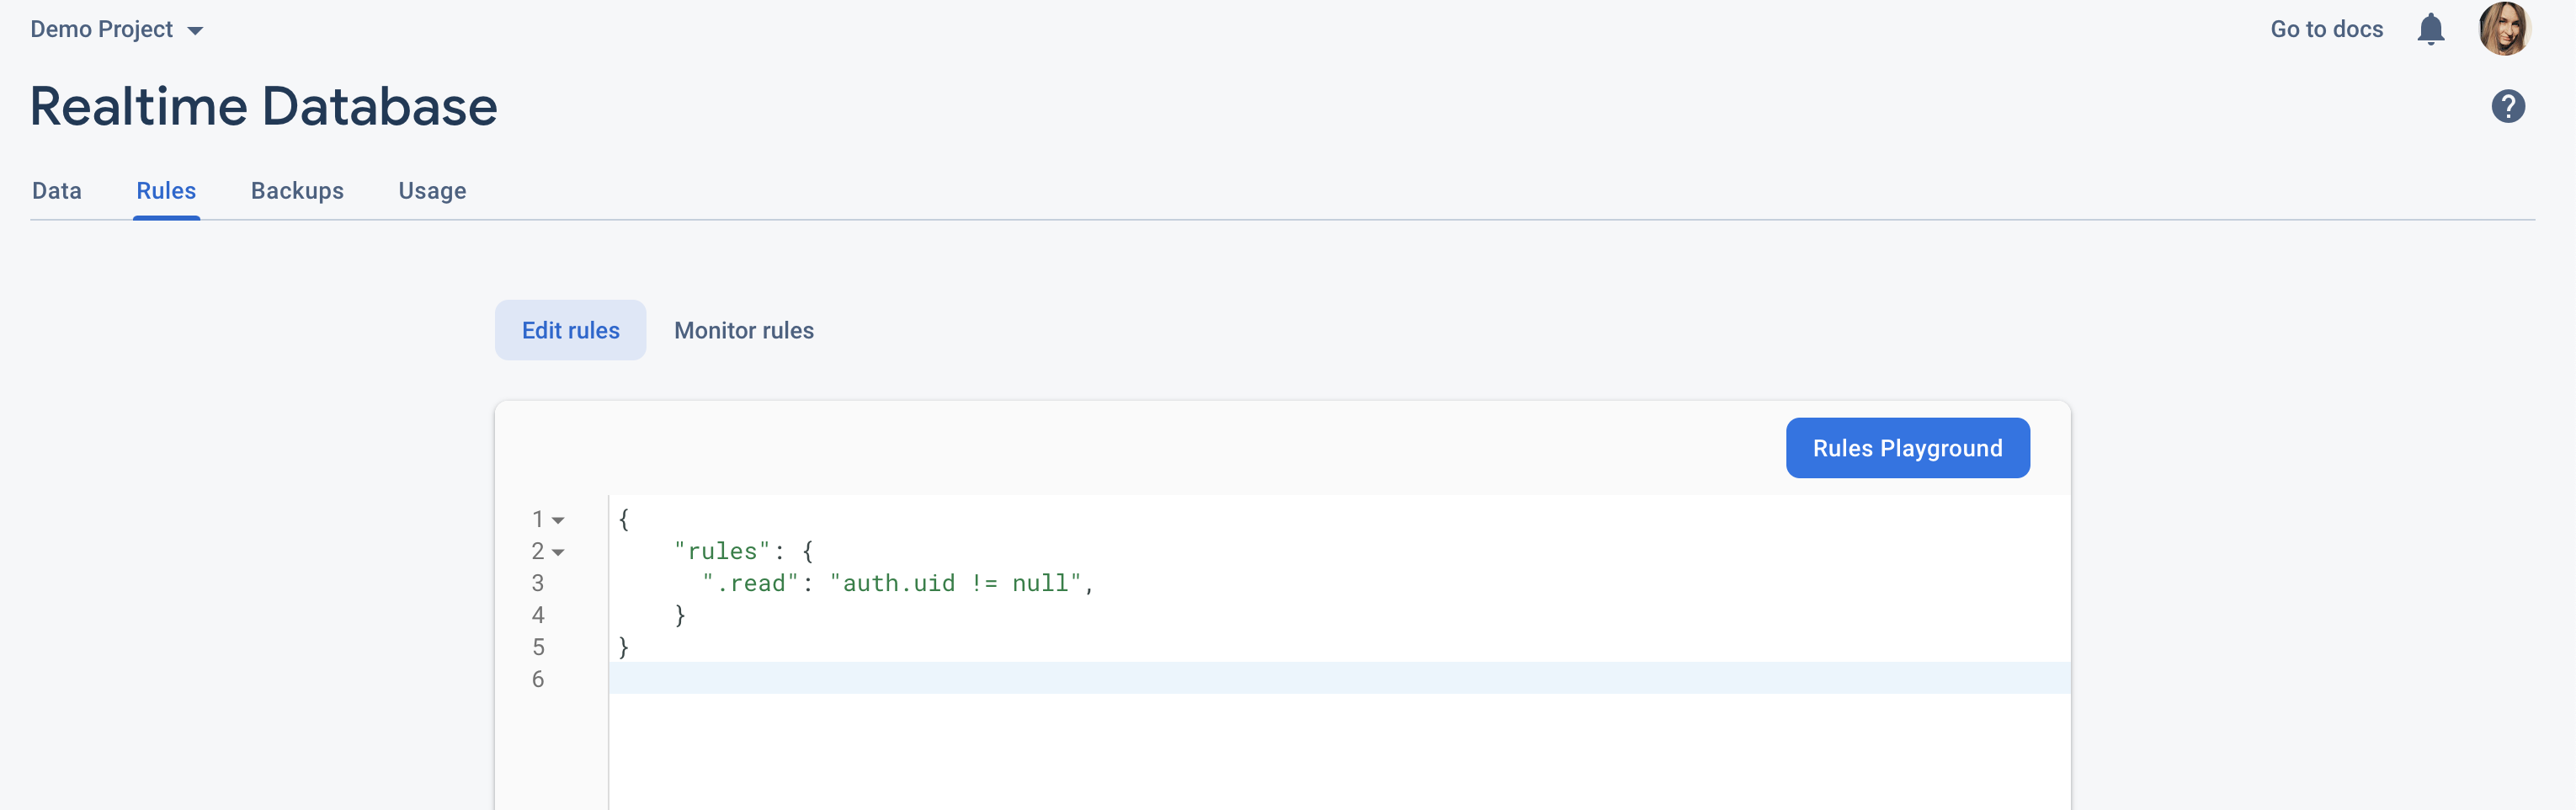 Demo Project
Go to docs
Realtime Database
?
Data Rules Backups Usage
Edit rules Monitor rules
Rules Playground
1 {
2 "rules": {
3 ".read": "auth.uid != null",
4 }
5 }
6